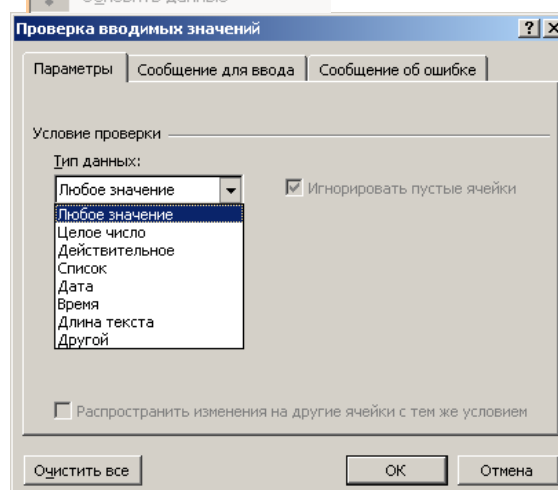 Обновить данные
Проверка вводимых значений
Параметры
Сообщение для ввода
Сообщение об ошибке
Условие проверки
Тип данных:
Любое значение
Игнорировать пустые ячейки
Любое значение
Целое число
Действительное
Список
Дата
Время
Длина текста
Другой
Распространить изменения на другие ячейки с тем же условием
Очистить все
ОК
Отмена